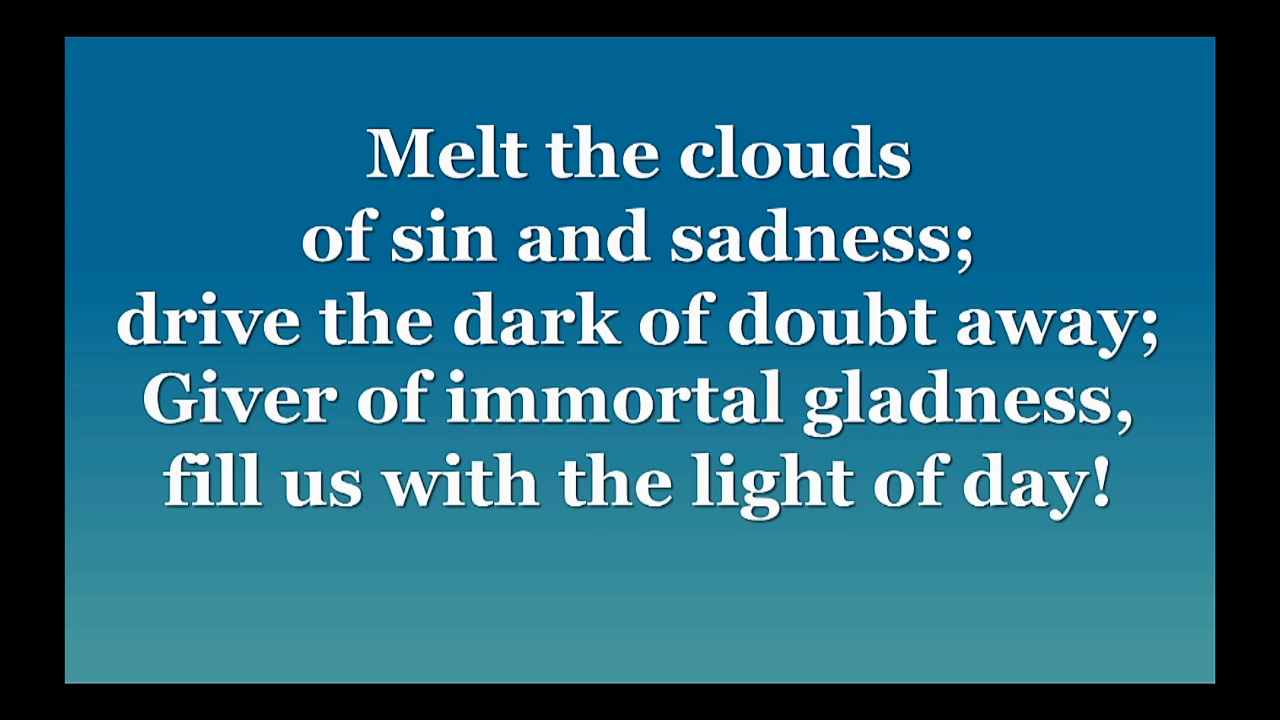 Melt the clouds
of sin and sadness;
drive the dark of doubt away;
Giver of immortal gladness,
fill us with the light of day!